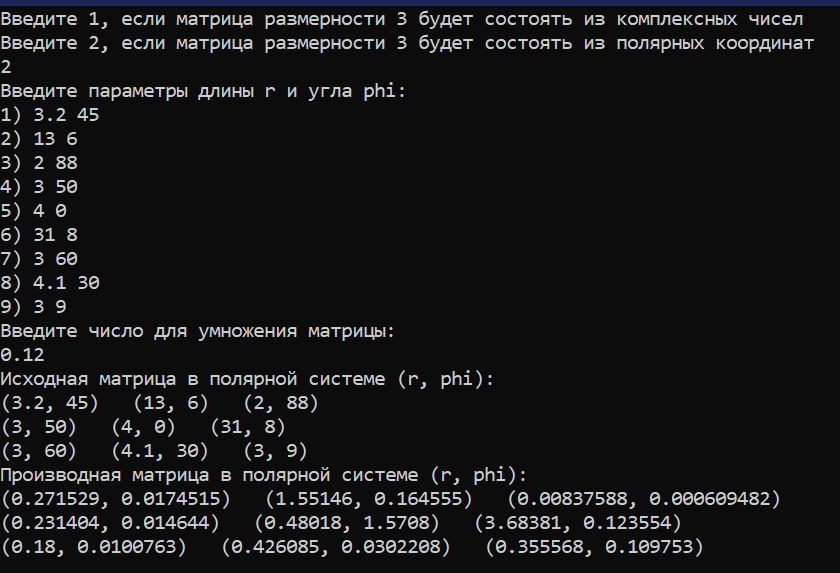 Введите 1, если матрица размерности 3 будет состоять из комплексных чисел
Введите 2, если матрица размерности 3 будет состоять из полярных координат
2
Введите параметры длины r и угла phi:
1) 3.2 45
2) 13 6
3) 2 88
4) 3 50
5) 4 0
6) 31 8
7) 3 60
8) 4.1 30
9) 3 9
Введите число для умножения матрицы:
0.12
Исходная матрица в полярной системе (r, phi):
(3.2, 45)   (13, 6)   (2, 88)
(3, 50)   (4, 0)   (31, 8)
(3, 60)   (4.1, 30)   (3, 9)
Производная матрица в полярной системе (r, phi):
(0.271529, 0.0174515)   (1.55146, 0.164555)   (0.00837588, 0.000609482)
(0.231404, 0.014644)   (0.48018, 1.5708)   (3.68381, 0.123554)
(0.18, 0.0100763)   (0.426085, 0.0302208)   (0.355568, 0.109753)